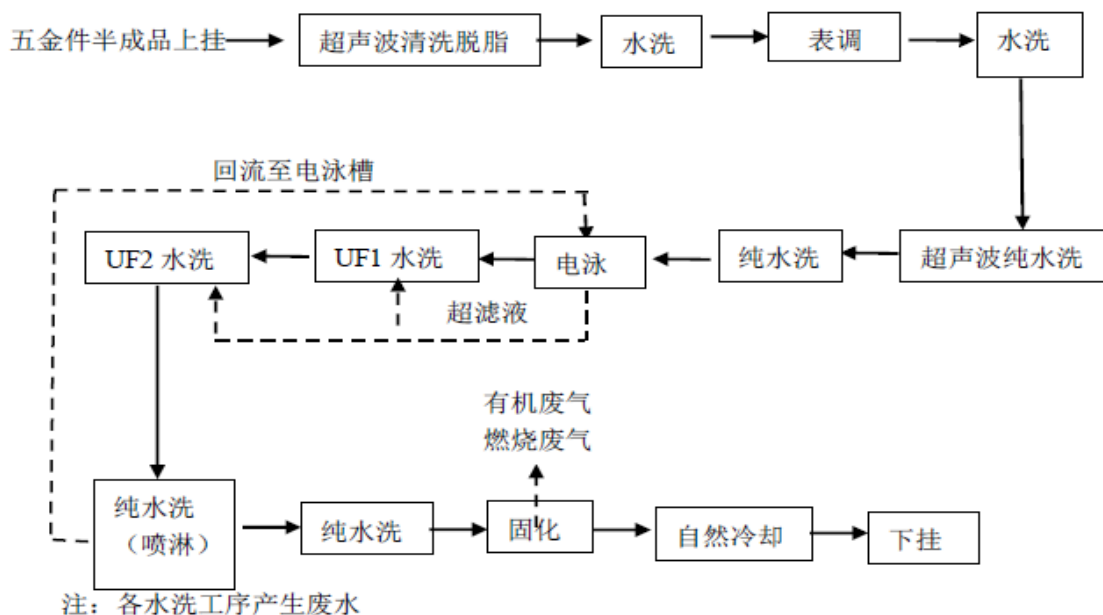 五金件半成品上挂
超声波清洗脱脂
水洗
表调
水洗
回流至电泳槽
UF2 水洗
UF1 水洗
电泳
纯水洗
超声波纯水洗
超滤液
有机废气
燃烧废气
纯水洗
（喷淋）
纯水洗
固化
自然冷却
下挂
注：各水洗工序产生废水